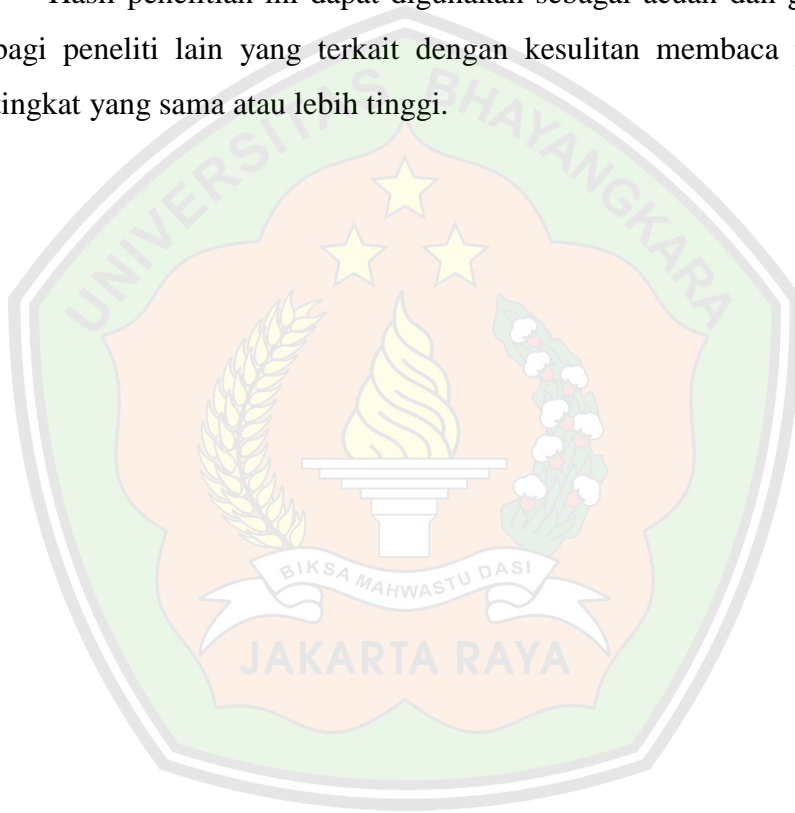 Hasil penelitian ini dapat digunakan sebagai acuan dan
bagi peneliti lain yang terkait dengan kesulitan membaca
tingkat yang sama atau lebih tinggi.
UNIVERSITAS BHAYANGKARA
BIKSA MAHWASTU DASI
JAKARTA RAYA